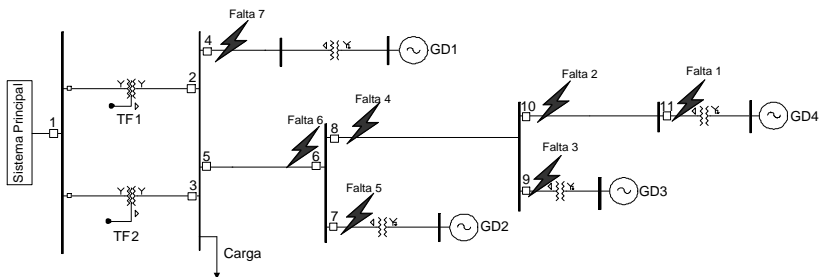 Sistema Principal
1
TF1
TF2
2
3
4
Falta 7
GD1
5
Falta 6
6
8
Falta 4
7
Falta 5
GD2
Carga
10
Falta 2
11
Falta 1
GD4
9
Falta 3
GD3